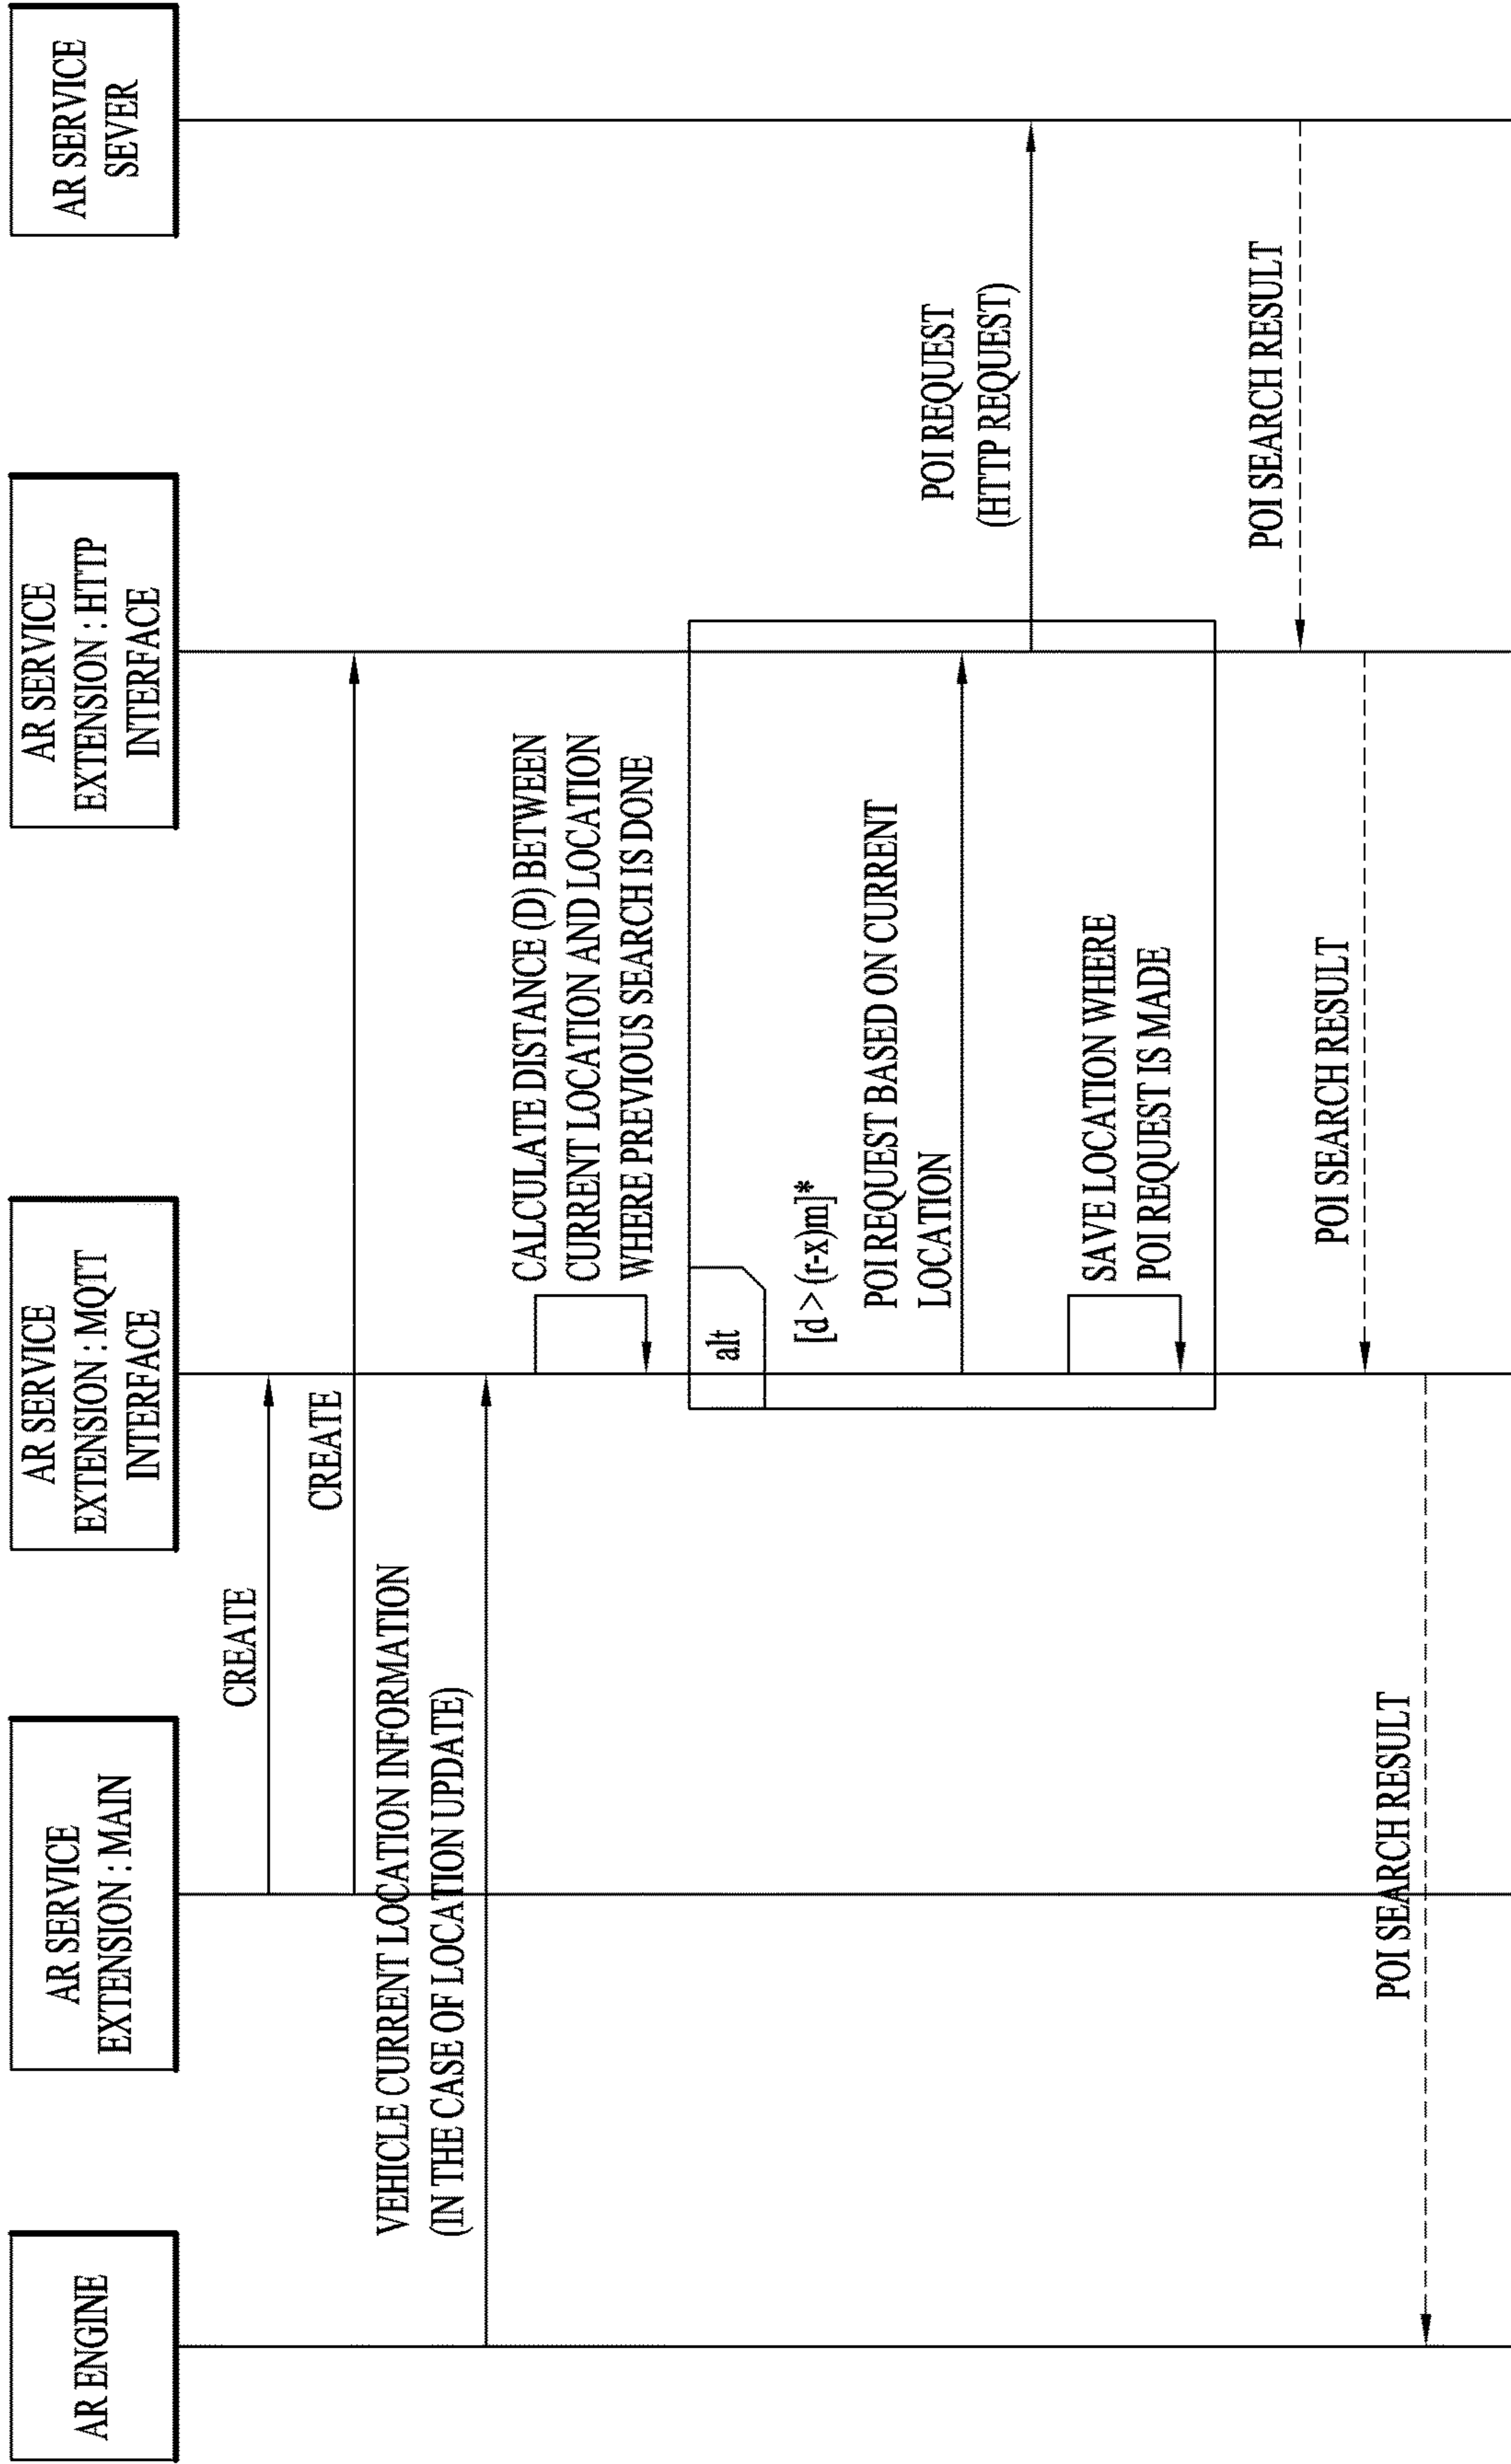 AR ENGINE
AR SERVICE
EXTENSION : MAIN
AR SERVICE
EXTENSION : MQTT
INTERFACE
AR SERVICE
EXTENSION : HTTP
INTERFACE
AR SERVICE
SEVER
CREATE
CREATE
VEHICLE CURRENT LOCATION INFORMATION
(IN THE CASE OF LOCATION UPDATE)
CALCULATE DISTANCE (D) BETWEEN
CURRENT LOCATION AND LOCATION
WHERE PREVIOUS SEARCH IS DONE
alt
[d > (r-x)m]*
POI REQUEST BASED ON CURRENT
LOCATION
POI REQUEST
(HTTP REQUEST)
SAVE LOCATION WHERE
POI REQUEST IS MADE
POI SEARCH RESULT
POI SEARCH RESULT
POI SEARCH RESULT